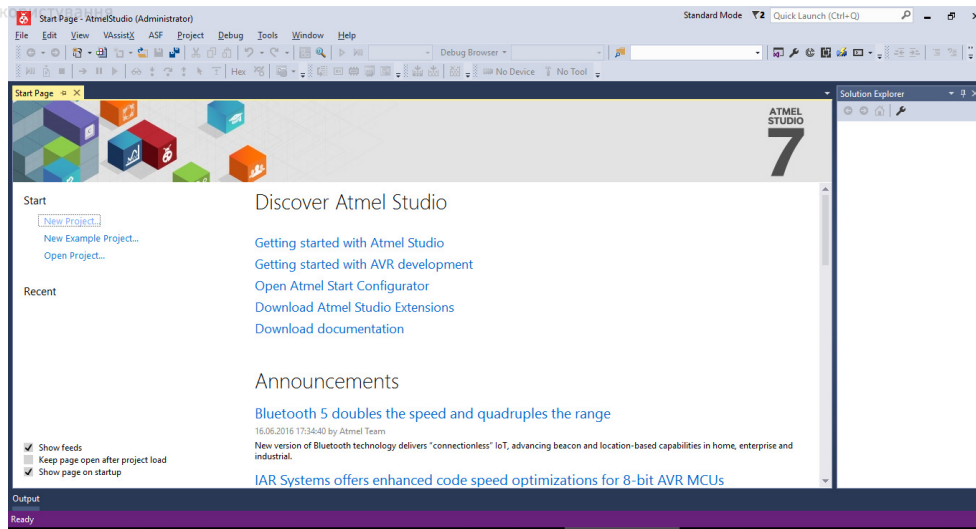 користування
Start Page - AtmelStudio (Administrator)
Standard Mode
2
Quick Launch (Ctrl+Q)
File Edit View VAssistX ASF Project Debug Tools Window Help
Debug Browser
Hex
No Device
No Tool
Start Page
Solution Explorer
ATMEL
STUDIO
7
Start
New Project...
New Example Project...
Open Project...
Recent
Discover Atmel Studio
Getting started with Atmel Studio
Getting started with AVR development
Open Atmel Start Configurator
Download Atmel Studio Extensions
Download documentation
Announcements
Bluetooth 5 doubles the speed and quadruples the range
16.06.2016 17:34:40 by Atmel Team
New version of Bluetooth technology delivers "connectionless" IoT, advancing beacon and location-based capabilities in home, enterprise and
industrial.
IAR Systems offers enhanced code speed optimizations for 8-bit AVR MCUs
Show feeds
Keep page open after project load
Show page on startup
Output
Ready